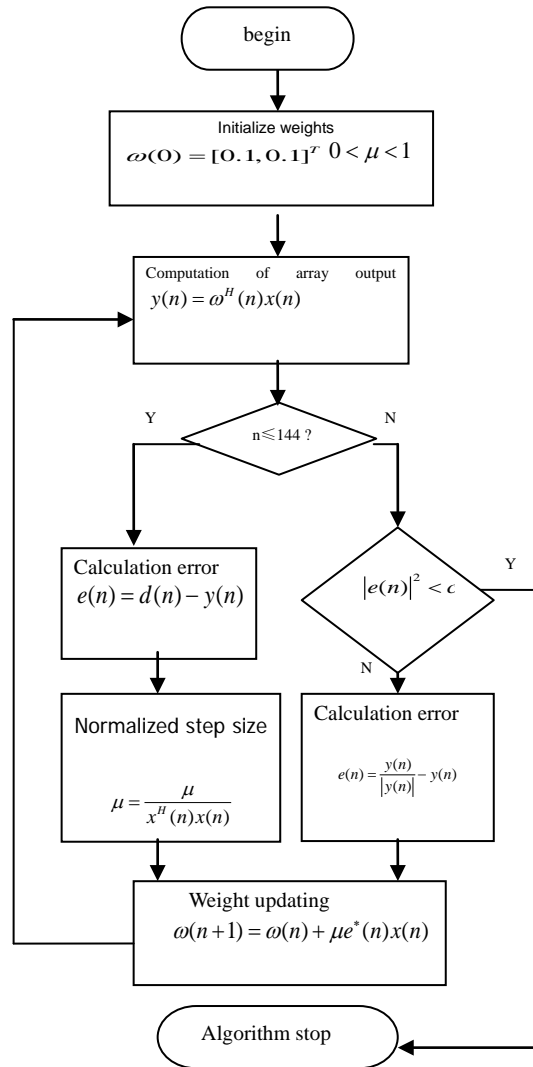 begin
Initialize weights
ω(0) = [0.1, 0.1]^T 0 < μ < 1
Computation of array output
y(n) = ω^H(n)x(n)
Y
N
n≤144 ?
Calculation error
e(n) = d(n) − y(n)
|e(n)|^2 <
Y
N
Normalized step size
μ = μ / x^H(n)x(n)
Calculation error
e(n) = y(n) / |y(n)| − y(n)
Weight updating
ω(n+1) = ω(n) + μe^*(n)x(n)
Algorithm stop